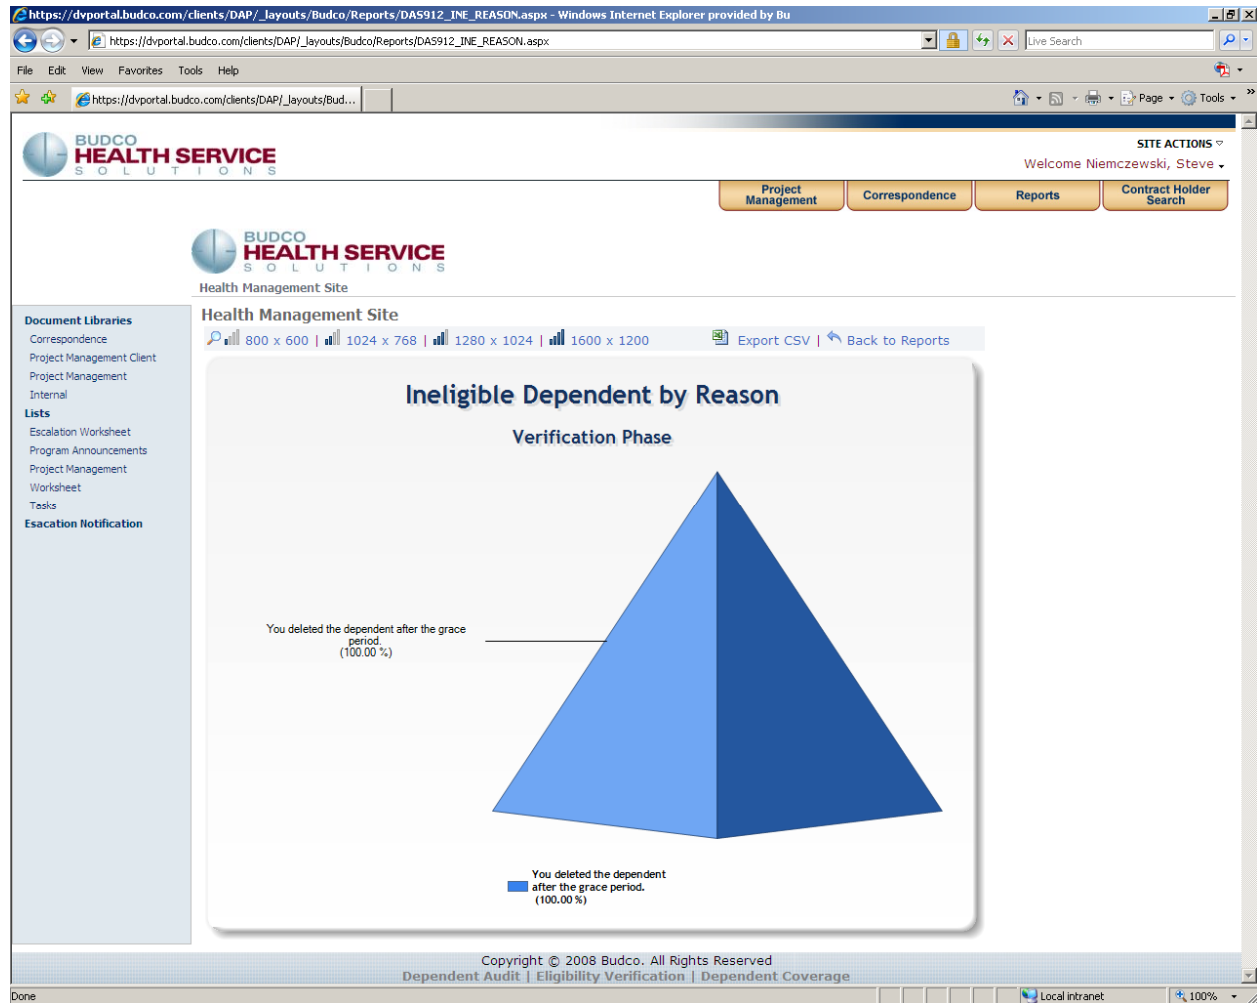 https://dvportal.budco.com/clients/DAP/_layouts/Budco/Reports/DAS912_INE_REASON.aspx - Windows Internet Explorer provided by Bu
https://dvportal.budco.com/clients/DAP/_layouts/Budco/Reports/DAS912_INE_REASON.aspx
Live Search
File Edit View Favorites Tools Help
https://dvportal.budco.com/clients/DAP/_layouts/Bud...
Page Tools
BUDCO
HEALTH SERVICE
SOLUTIONS
SITE ACTIONS
Welcome Niemczewski, Steve
Project Management
Correspondence
Reports
Contract Holder Search
BUDCO
HEALTH SERVICE
SOLUTIONS
Health Management Site
Document Libraries
Correspondence
Project Management Client
Project Management
Internal
Lists
Escalation Worksheet
Program Announcements
Project Management
Worksheet
Tasks
Esacation Notification
Health Management Site
800 x 600 | 1024 x 768 | 1280 x 1024 | 1600 x 1200 Export CSV | Back to Reports
Ineligible Dependent by Reason
Verification Phase
You deleted the dependent after the grace
period.
(100.00 %)
You deleted the dependent
after the grace period.
(100.00 %)
Copyright © 2008 Budco. All Rights Reserved
Dependent Audit | Eligibility Verification | Dependent Coverage
Done
Local intranet
100%